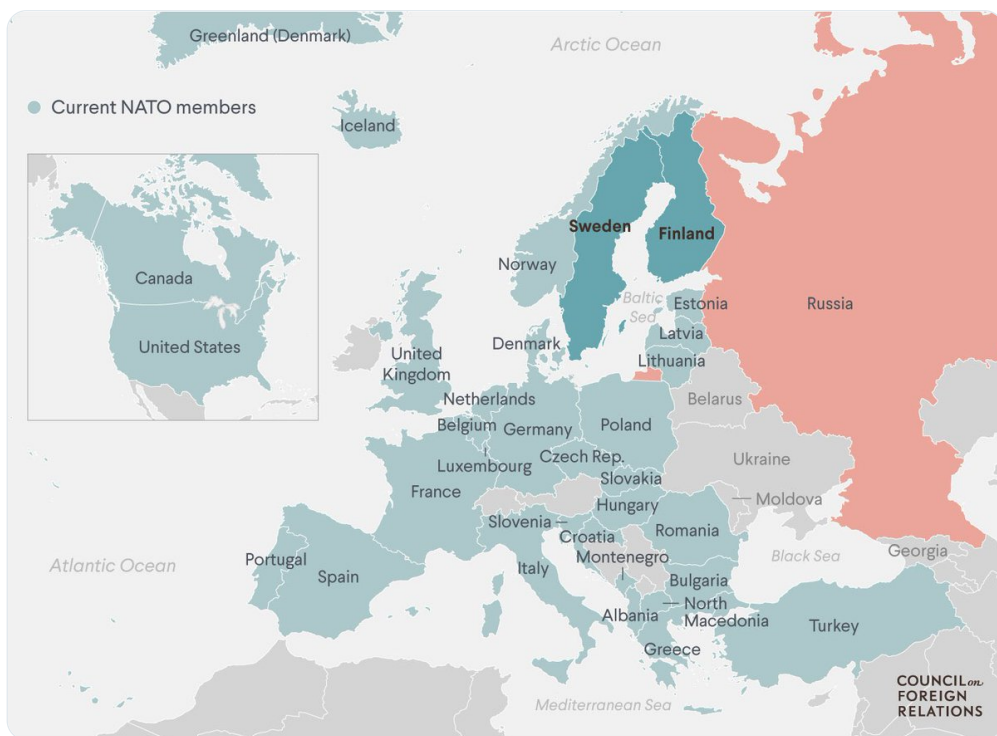 Greenland (Denmark)
Arctic Ocean
Current NATO members
Iceland
Canada
United States
Sweden
Finland
Norway
Russia
Baltic
Sea
Estonia
Latvia
Lithuania
Denmark
United
Kingdom
Netherlands
Belarus
Belgium
Germany
Poland
Luxembourg
Czech Rep.
Ukraine
Slovakia
France
Moldova
Hungary
Slovenia
Croatia
Romania
Montenegro
Black Sea
Georgia
Atlantic Ocean
Portugal
Spain
Italy
Bulgaria
Albania
North
Macedonia
Turkey
Greece
Mediterranean Sea
COUNCIL on
FOREIGN
RELATIONS